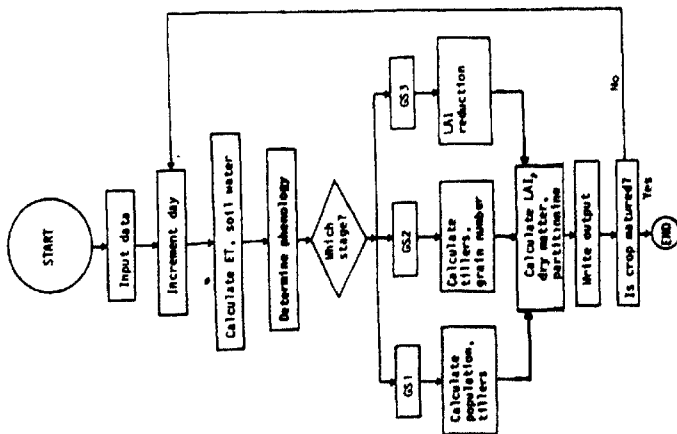 START
Input data
Increment day
Calculate ET, soil water
Determine phenology
Which
stage?
GS1
GS2
GS3
Calculate
population,
tillers
Calculate
tillers,
grain number
LAI
reduction
Calculate LAI,
dry matter,
partitioning
Write output
Is crop matured?
No
Yes
END